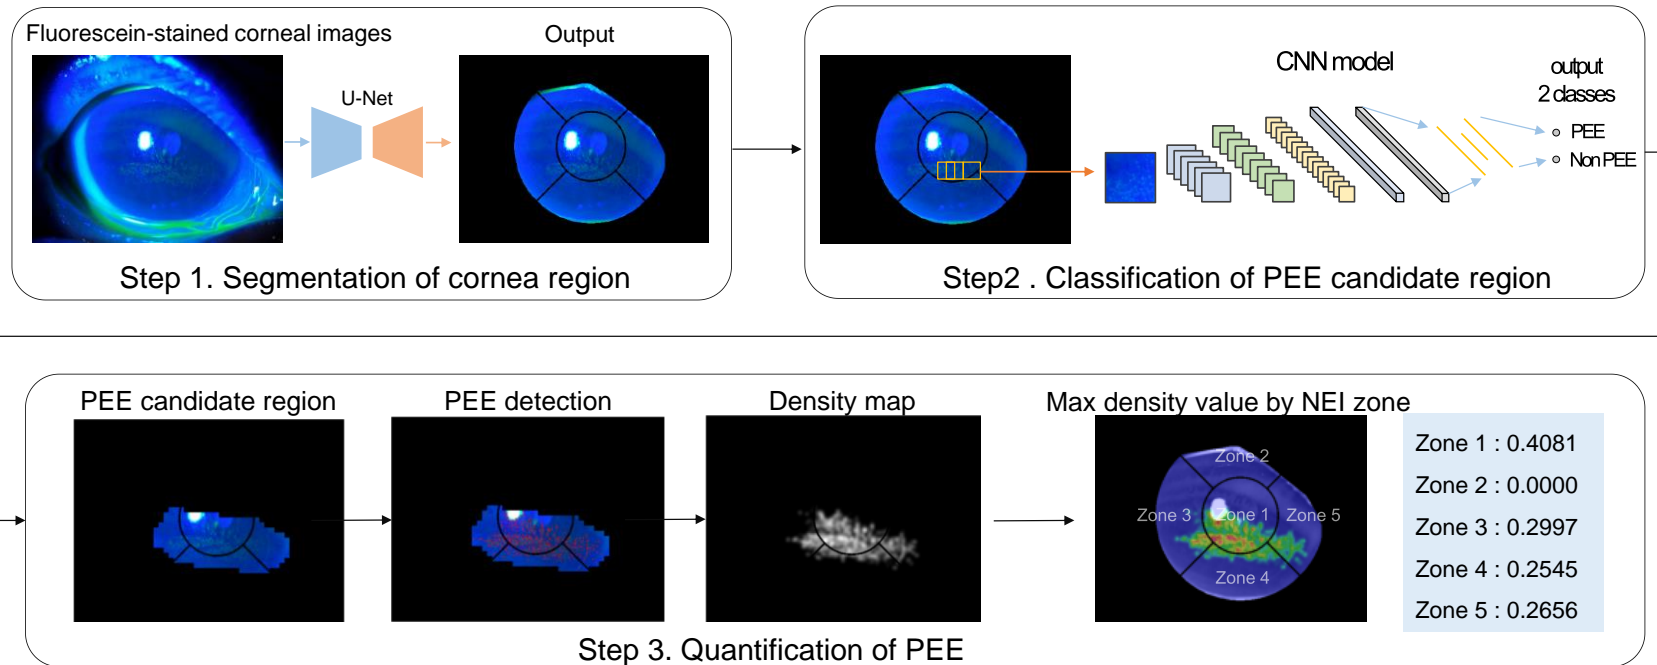 Fluorescein-stained corneal images
Output
U-Net
Step 1. Segmentation of cornea region
CNN model
output
2 classes
PEE
Non PEE
Step2 . Classification of PEE candidate region
PEE candidate region
PEE detection
Density map
Max density value by NEI zone
Zone 2
Zone 3
Zone 1
Zone 5
Zone 4
Zone 1 : 0.4081
Zone 2 : 0.0000
Zone 3 : 0.2997
Zone 4 : 0.2545
Zone 5 : 0.2656
Step 3. Quantification of PEE